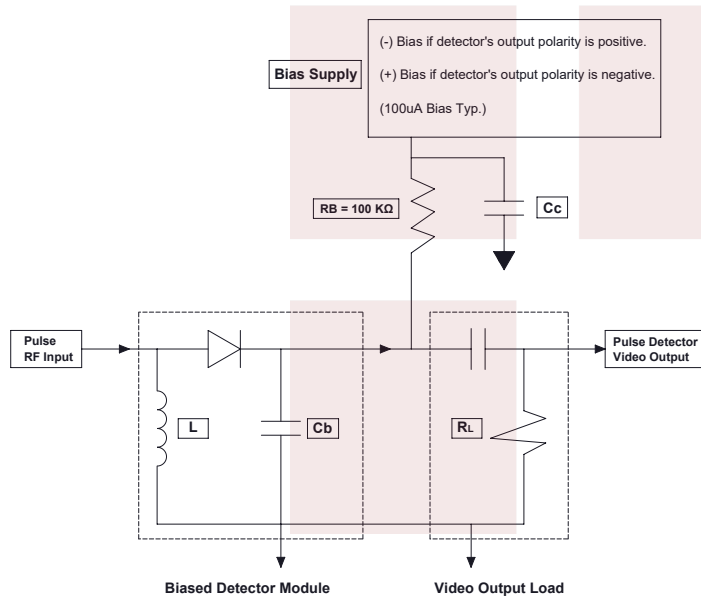 (-) Bias if detector's output polarity is positive.
Bias Supply
(+) Bias if detector's output polarity is negative.
(100uA Bias Typ.)
RB = 100 KΩ
Cc
Pulse
RF Input
Pulse Detector
Video Output
L
Cb
RL
Biased Detector Module
Video Output Load